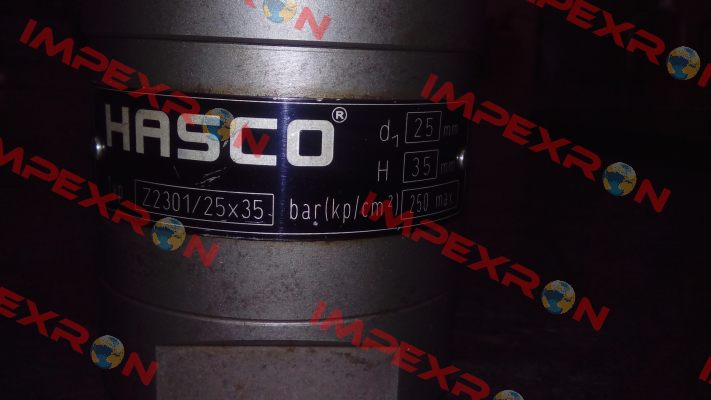 HASCO®
d1 25 mm
H 35 mm
Typ Z2301/25x35 bar(kp/cm²) 250 max
IMPEXRON
IMPEXRON
IMPEXRON
IMPEXRON
IMPEXRON
IMPEXRON